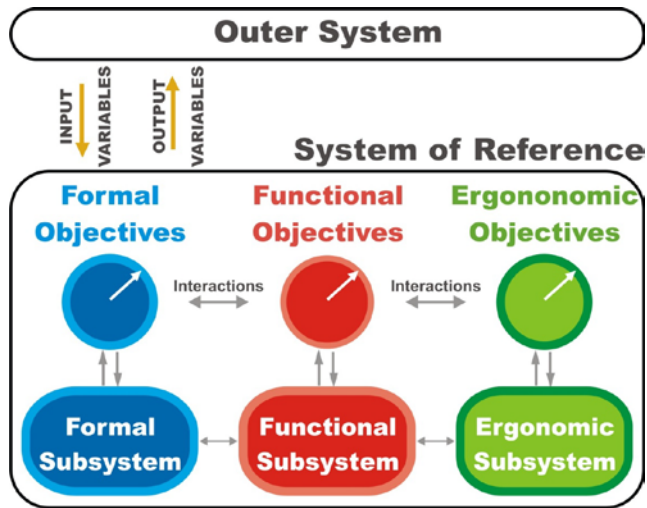 Outer System
INPUT
VARIABLES
OUTPUT
VARIABLES
System of Reference
Formal
Objectives
Functional
Objectives
Ergononomic
Objectives
Interactions
Interactions
Formal
Subsystem
Functional
Subsystem
Ergonomic
Subsystem